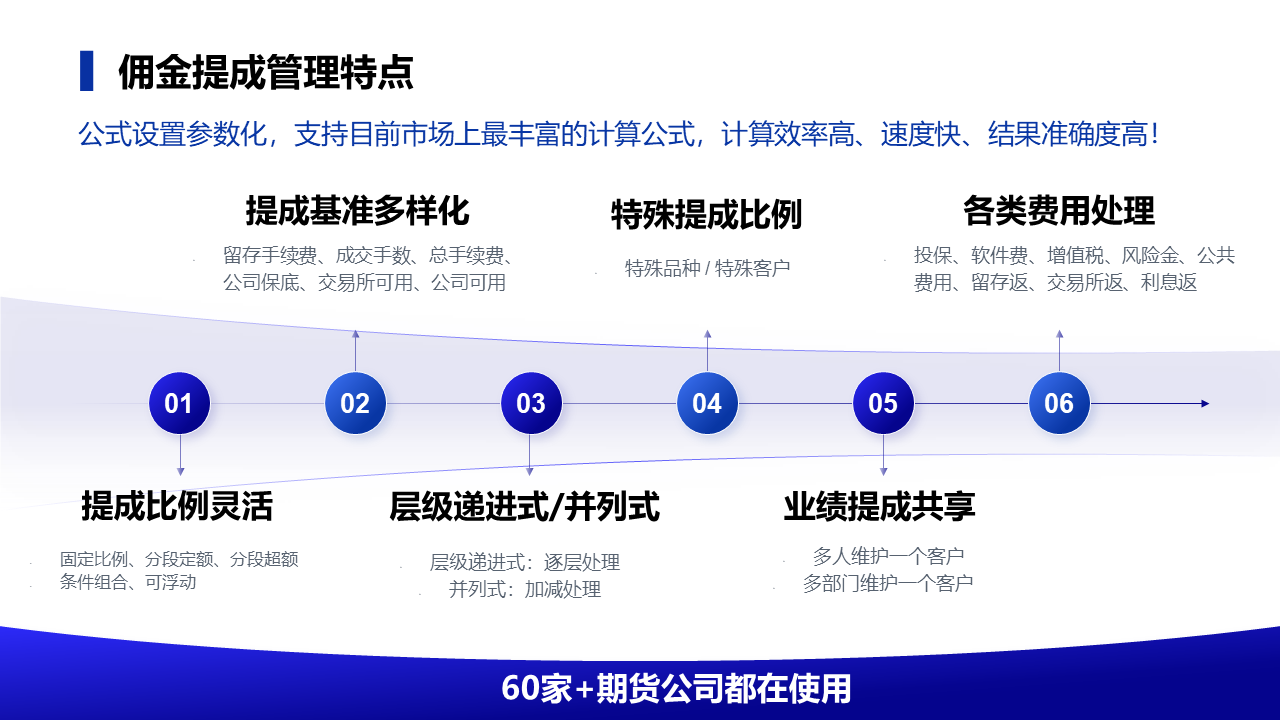 佣金提成管理特点
公式设置参数化，支持目前市场上最丰富的计算公式，计算效率高、速度快、结果准确度高！
提成基准多样化
留存手续费、成交手数、总手续费、
公司保底、交易所可用、公司可用
特殊提成比例
特殊品种 / 特殊客户
各类费用处理
投保、软件费、增值税、风险金、公共
费用、留存返、交易所返、利息返
01
02
03
04
05
06
提成比例灵活
固定比例、分段定额、分段超额
条件组合、可浮动
层级递进式/并列式
层级递进式：逐层处理
并列式：加减处理
业绩提成共享
多人维护一个客户
多部门维护一个客户
60家+期货公司都在使用